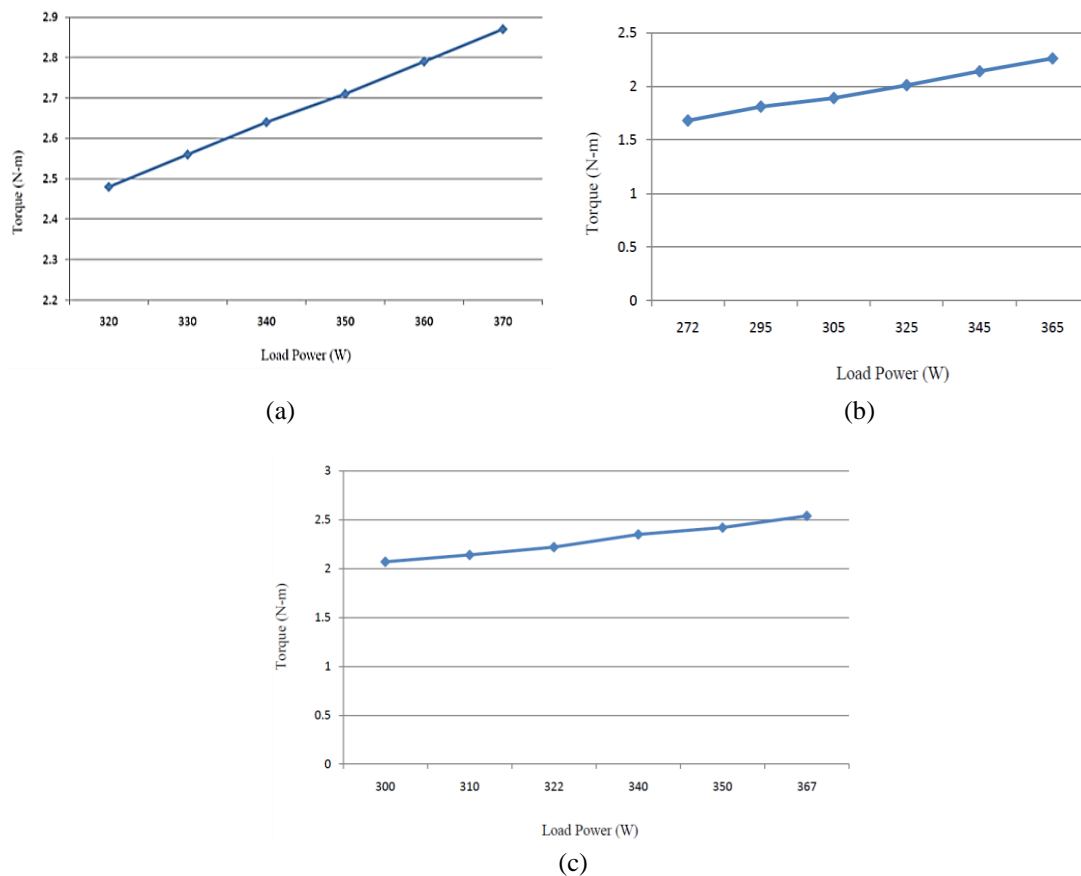 2.9
2.8
2.7
2.6
2.5
2.4
2.3
2.2
Torque (N-m)
320 330 340 350 360 370
Load Power (W)
(a)
2.5
2
1.5
1
0.5
0
Torque (N-m)
272 295 305 325 345 365
Load Power (W)
(b)
3
2.5
2
1.5
1
0.5
0
Torque (N-m)
300 310 322 340 350 367
Load Power (W)
(c)